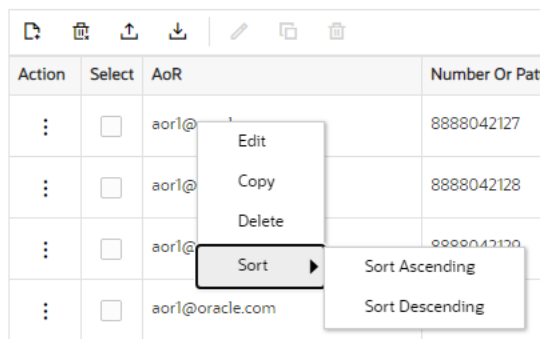 Action Select AoR Number Or Pat
aor1@ 8888042127
Edit
Copy
aor1@ 8888042128
Delete
aor1@ 8888042129
Sort
Sort Ascending
aor1@oracle.com
Sort Descending